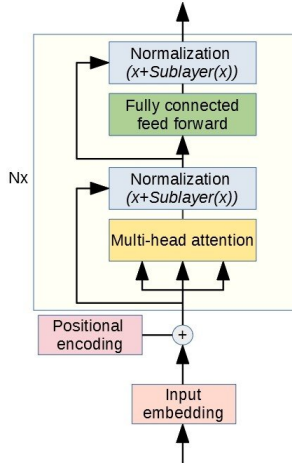 Normalization
(x+Sublayer(x))
Fully connected
feed forward
Nx
Normalization
(x+Sublayer(x))
Multi-head attention
Positional
encoding
+
Input
embedding